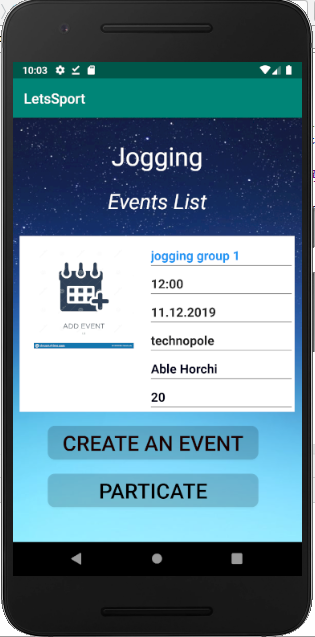 10:03
LetsSport
Jogging
Events List
jogging group 1
12:00
11.12.2019
technopole
Able Horchi
20
ADD EVENT
CREATE AN EVENT
PARTICATE